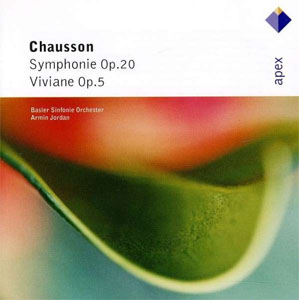 Chausson
Symphonie Op.20
Viviane Op.5
Basler Sinfonie Orchester
Armin Jordan
apex